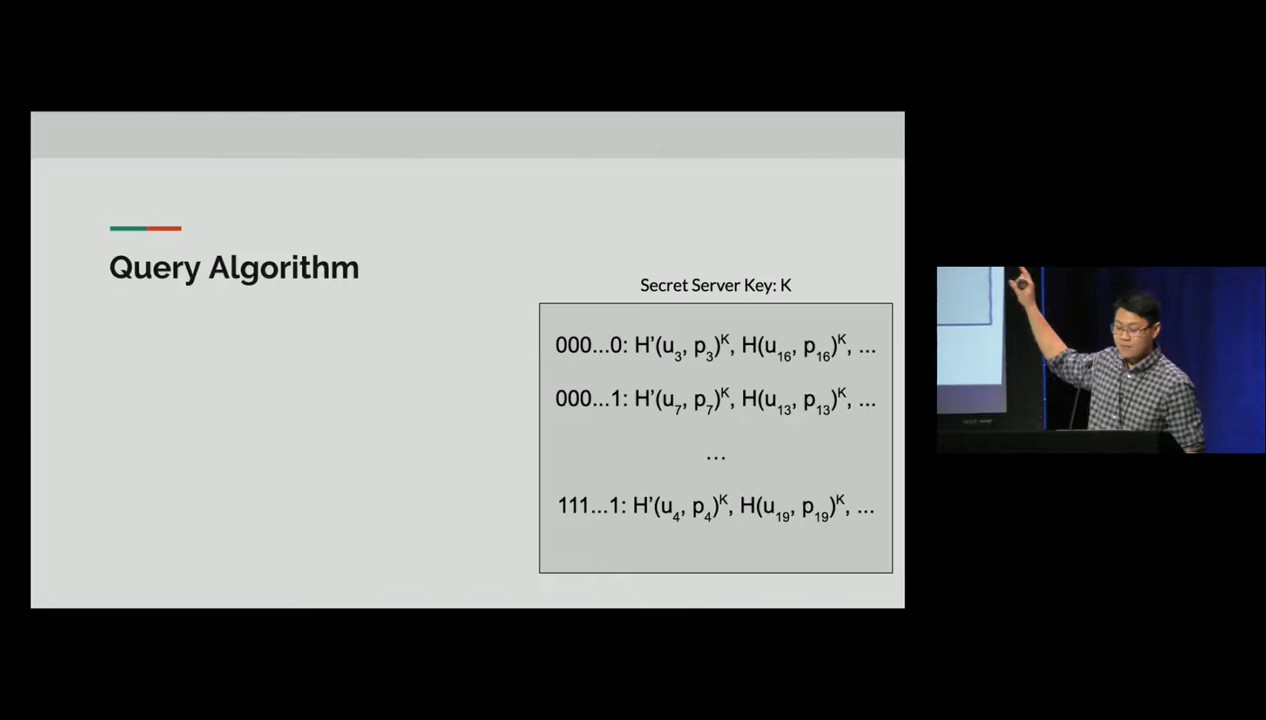 Query Algorithm
Secret Server Key: K
000...0: H’(u₃, p₃)ᴷ, H(u₁₆, p₁₆)ᴷ, ...
000...1: H’(u₇, p₇)ᴷ, H(u₁₃, p₁₃)ᴷ, ...
...
111...1: H’(u₄, p₄)ᴷ, H(u₁₉, p₁₉)ᴷ, ...